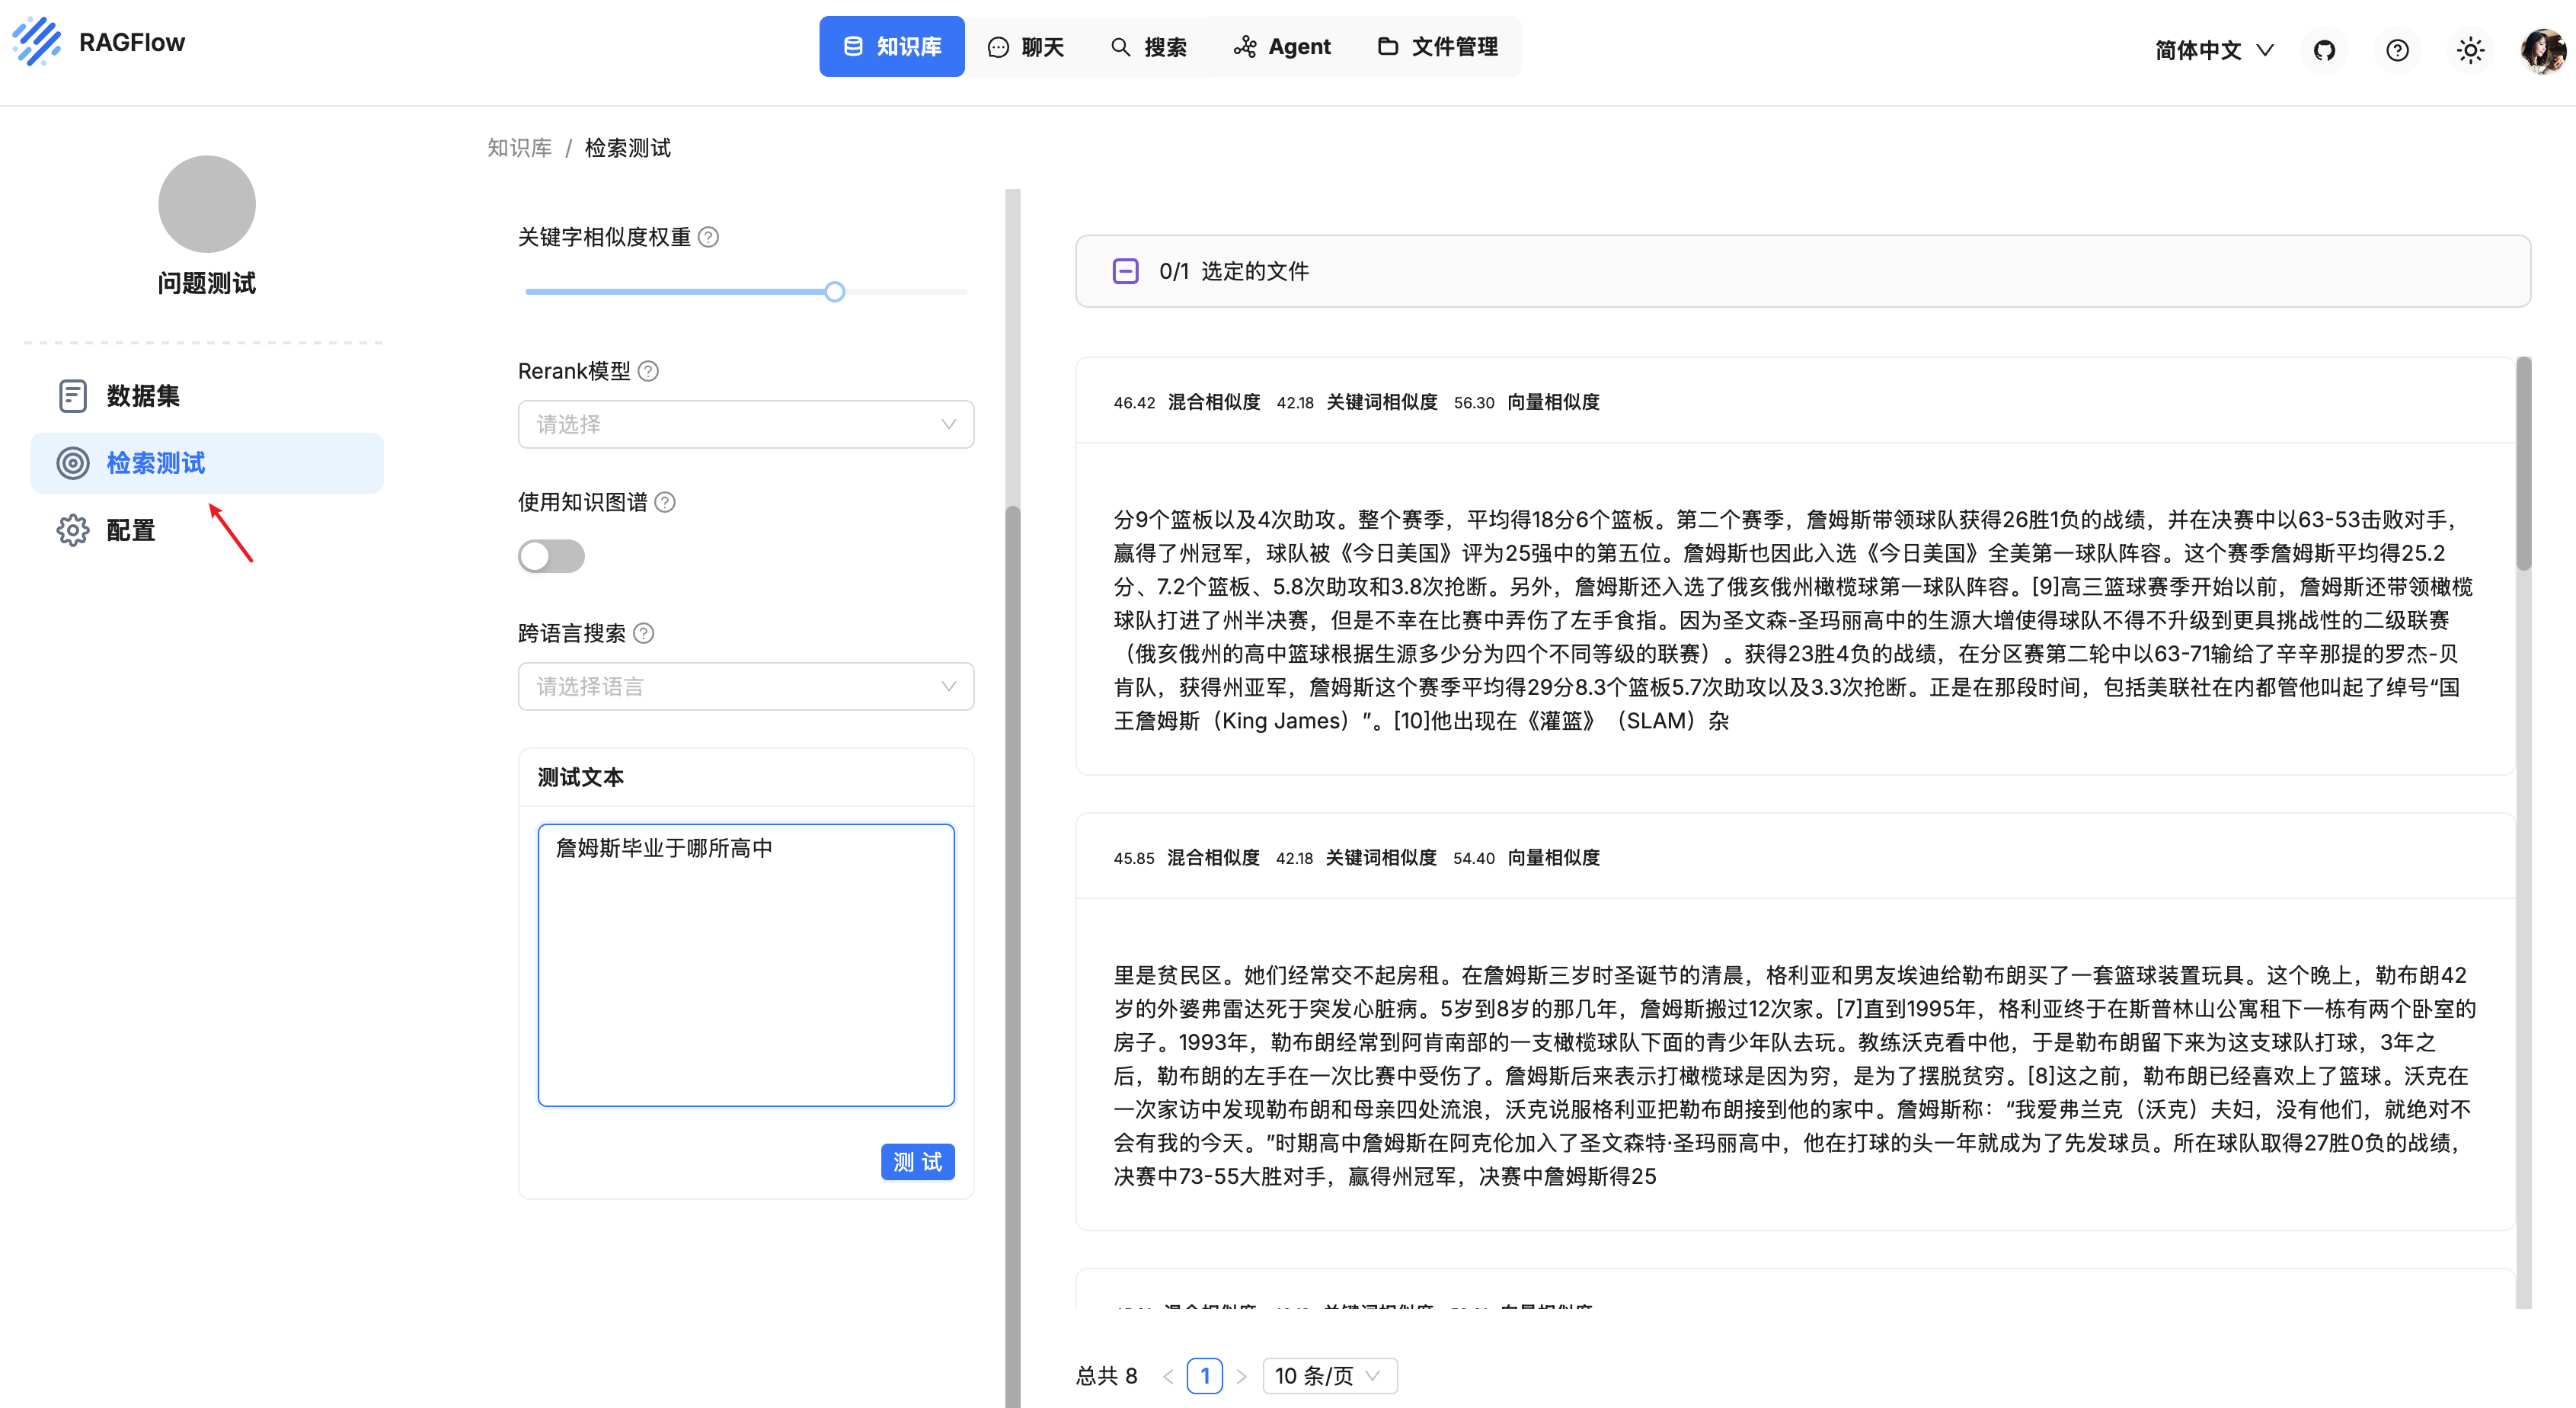 RAGFlow
知识库
聊天
搜索
Agent
文件管理
简体中文
问题测试
数据集
检索测试
配置
知识库 / 检索测试
关键字相似度权重
Rerank模型
请选择
使用知识图谱
跨语言搜索
请选择语言
测试文本
詹姆斯毕业于哪所高中
测 试
0/1 选定的文件
46.42 混合相似度 42.18 关键词相似度 56.30 向量相似度
分9个篮板以及4次助攻。整个赛季，平均得18分6个篮板。第二个赛季，詹姆斯带领球队获得26胜1负的战绩，并在决赛中以63-53击败对手，
赢得了州冠军，球队被《今日美国》评为25强中的第五位。詹姆斯也因此入选《今日美国》全美第一球队阵容。这个赛季詹姆斯平均得25.2
分、7.2个篮板、5.8次助攻和3.8次抢断。另外，詹姆斯还入选了俄亥俄州橄榄球第一球队阵容。[9]高三篮球赛季开始以前，詹姆斯还带领橄榄
球队打进了州半决赛，但是不幸在比赛中弄伤了左手食指。因为圣文森-圣玛丽高中的生源大增使得球队不得不升级到更具挑战性的二级联赛
（俄亥俄州的高中篮球根据生源多少分为四个不同等级的联赛）。获得23胜4负的战绩，在分区赛第二轮中以63-71输给了辛辛那提的罗杰-贝
肯队，获得州亚军，詹姆斯这个赛季平均得29分8.3个篮板5.7次助攻以及3.3次抢断。正是在那段时间，包括美联社在内都管他叫起了绰号“国
王詹姆斯（King James）”。[10]他出现在《灌篮》（SLAM）杂
45.85 混合相似度 42.18 关键词相似度 54.40 向量相似度
里是贫民区。她们经常交不起房租。在詹姆斯三岁时圣诞节的清晨，格利亚和男友埃迪给勒布朗买了一套篮球装置玩具。这个晚上，勒布朗42
岁的外婆弗雷达死于突发心脏病。5岁到8岁的那几年，詹姆斯搬过12次家。[7]直到1995年，格利亚终于在斯普林山公寓租下一栋有两个卧室的
房子。1993年，勒布朗经常到阿肯南部的一支橄榄球队下面的青少年队去玩。教练沃克看中他，于是勒布朗留下来为这支球队打球，3年之
后，勒布朗的左手在一次比赛中受伤了。詹姆斯后来表示打橄榄球是因为穷，是为了摆脱贫穷。[8]这之前，勒布朗已经喜欢上了篮球。沃克在
一次家访中发现勒布朗和母亲四处流浪，沃克说服格利亚把勒布朗接到他的家中。詹姆斯称：“我爱弗兰克（沃克）夫妇，没有他们，就绝对不
会有我的今天。”时期高中詹姆斯在阿克伦加入了圣文森特·圣玛丽高中，他在打球的头一年就成为了先发球员。所在球队取得27胜0负的战绩，
决赛中73-55大胜对手，赢得州冠军，决赛中詹姆斯得25
混合相似度 关键词相似度 向量相似度
总共 8
1
10 条/页